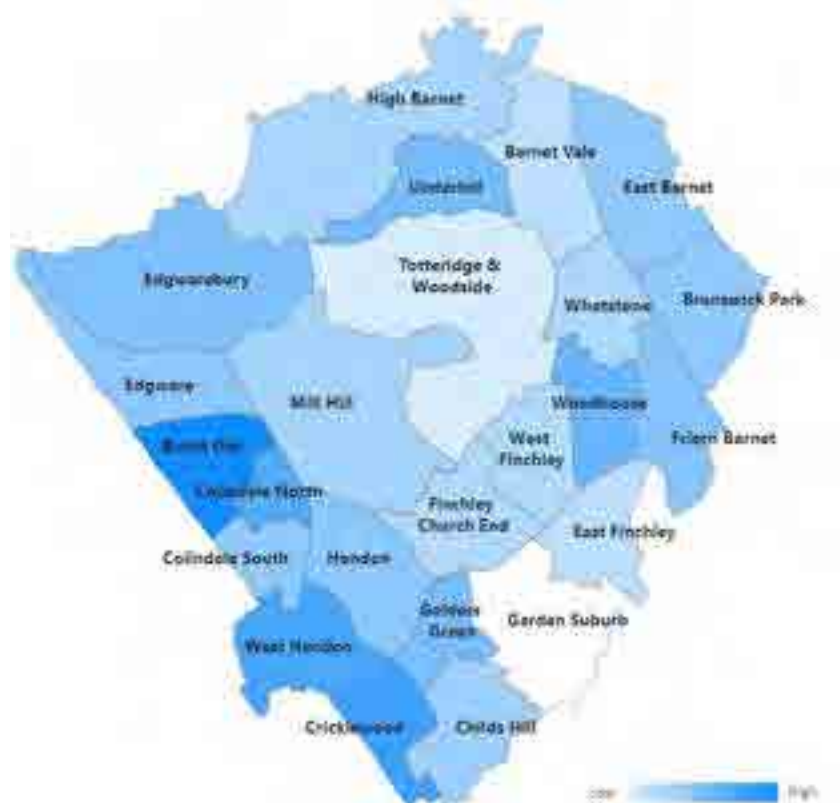 High Barnet
Barnet Vale
Underhill
East Barnet
Totteridge &
Woodside
Edgwarebury
Whetstone
Brunswick Park
Edgware
Mill Hill
Woodhouse
Burnt Oak
West
Finchley
Friern Barnet
Colindale North
Finchley
Church End
East Finchley
Colindale South
Hendon
Golders
Green
Garden Suburb
West Hendon
Cricklewood
Childs Hill
Low
High